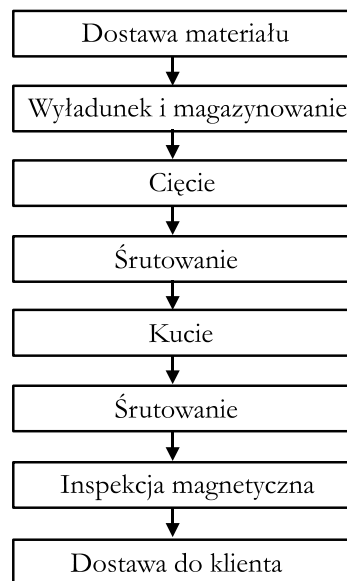 Dostawa materiału
Wyładunek i magazynowanie
Cięcie
Śrutowanie
Kucie
Śrutowanie
Inspekcja magnetyczna
Dostawa do klienta